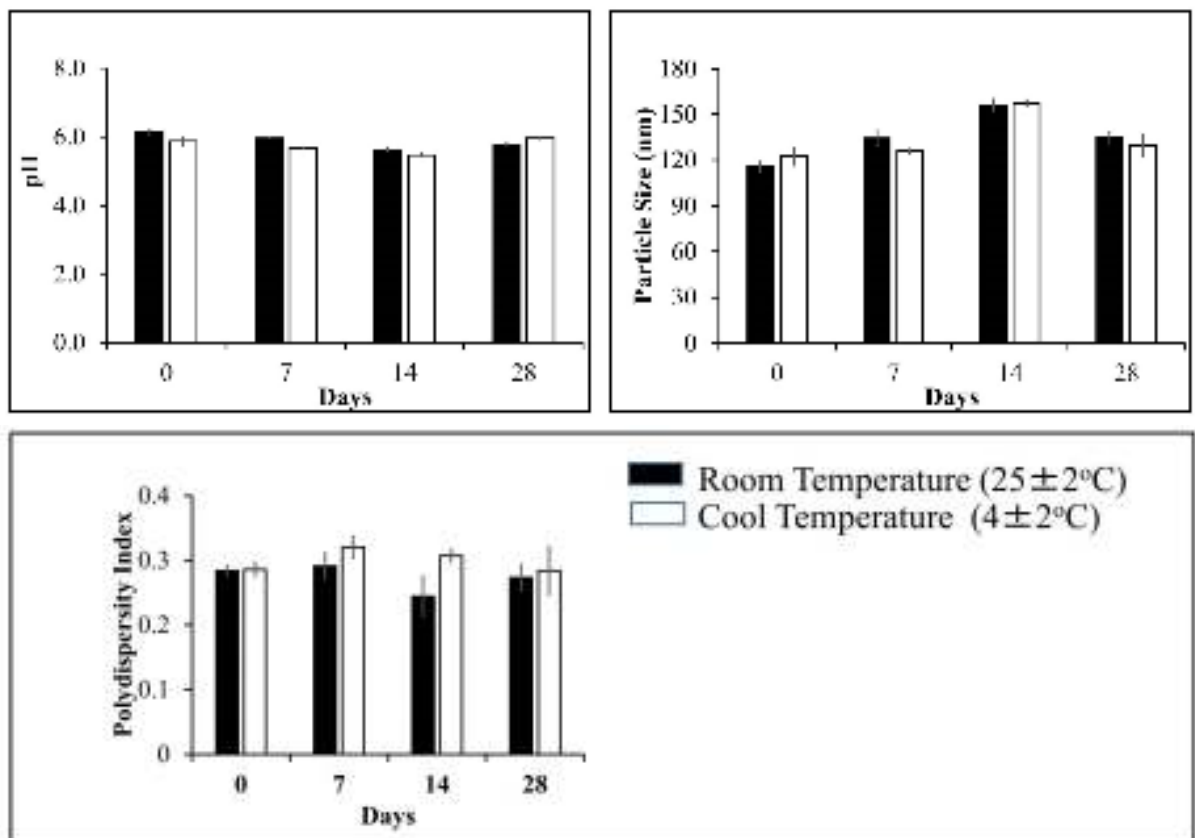 8.0
6.0
4.0
2.0
0.0
pH
0 7 14 28
Days
180
150
120
90
60
30
0
Particle Size (nm)
0 7 14 28
Days
0.4
0.3
0.2
0.1
0
Polydispersity Index
0 7 14 28
Days
Room Temperature (25±2°C)
Cool Temperature (4±2°C)